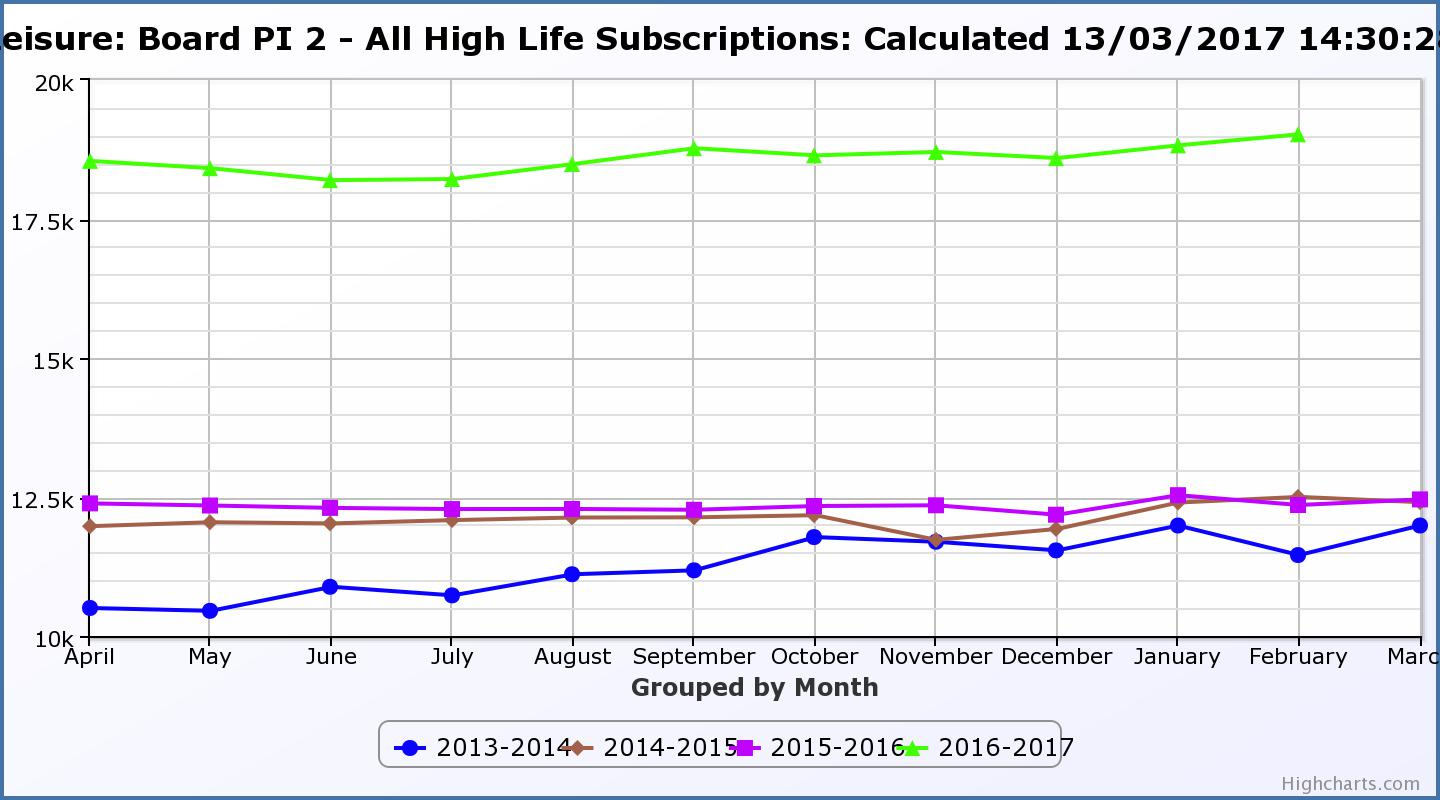 eisure: Board PI 2 – All High Life Subscriptions: Calculated 13/03/2017 14:30:2
20k
17.5k
15k
12.5k
10k
April May June July August September October November December January February Marc
Grouped by Month
2013-2014 2014-2015 2015-2016 2016-2017
Highcharts.com